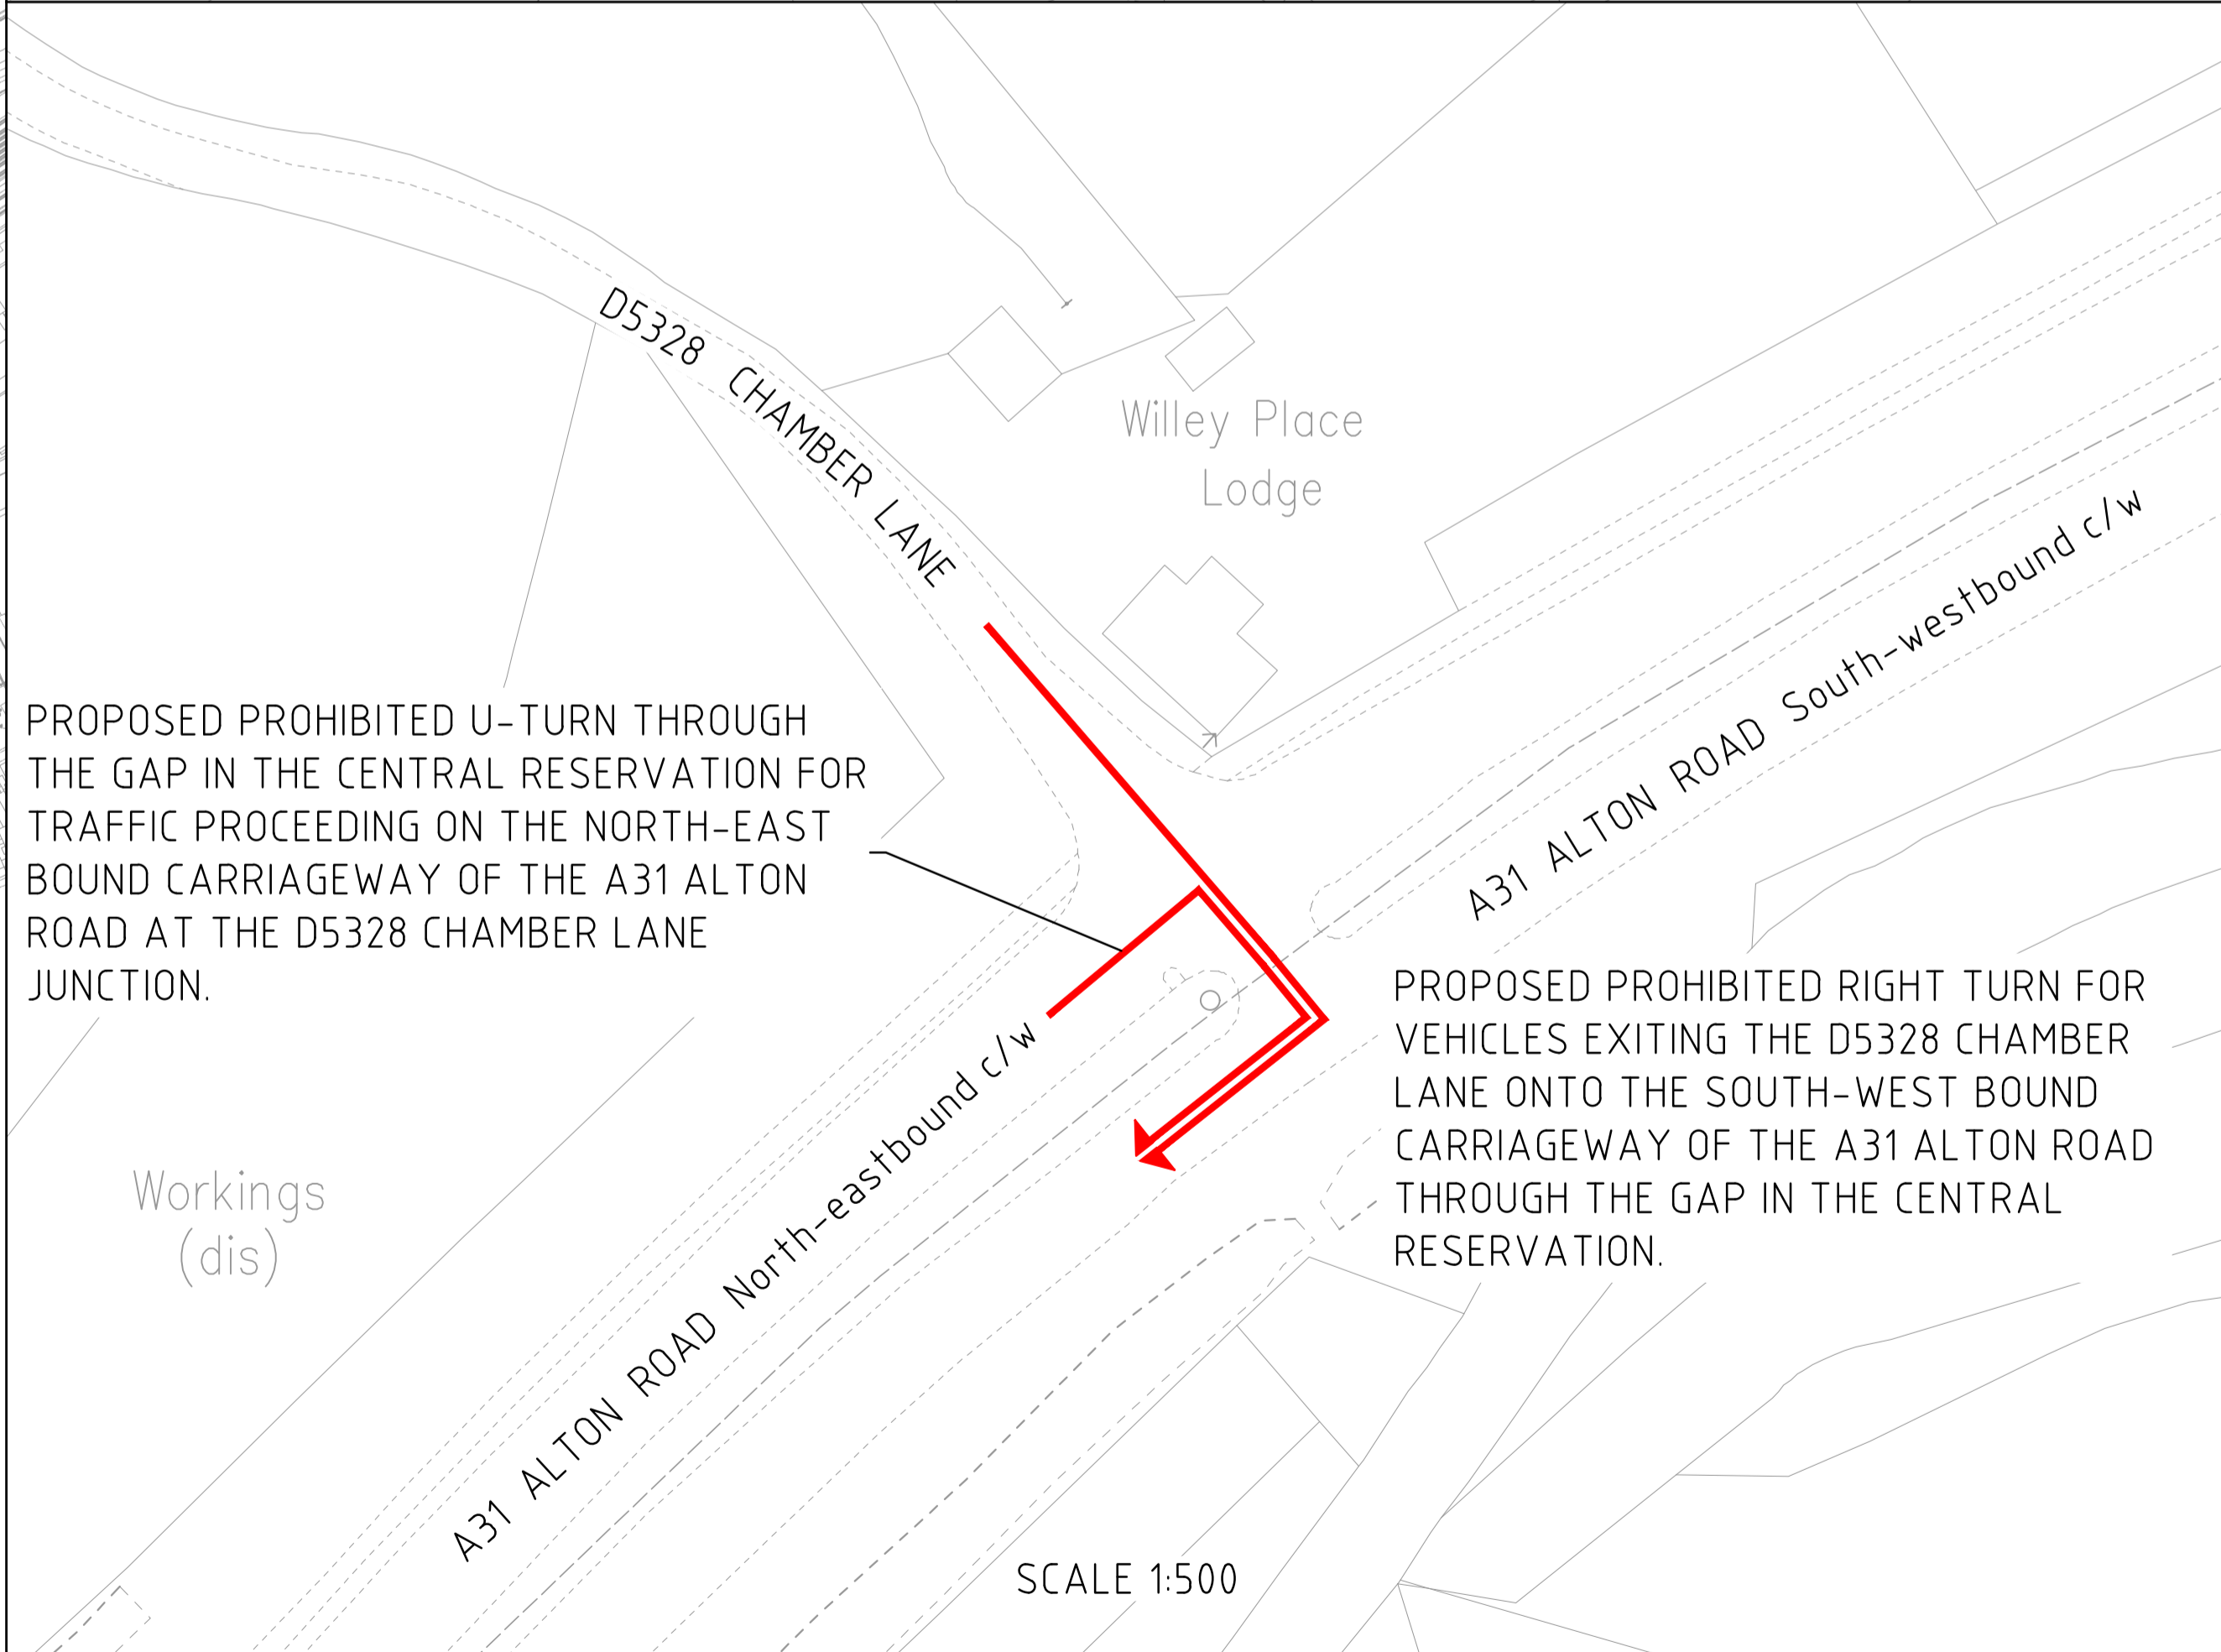 D5328 CHAMBER LANE
Willey Place
Lodge
A31 ALTON ROAD South-westbound c/w
PROPOSED PROHIBITED U-TURN THROUGH
THE GAP IN THE CENTRAL RESERVATION FOR
TRAFFIC PROCEEDING ON THE NORTH-EAST
BOUND CARRIAGEWAY OF THE A31 ALTON
ROAD AT THE D5328 CHAMBER LANE
JUNCTION.
PROPOSED PROHIBITED RIGHT TURN FOR
VEHICLES EXITING THE D5328 CHAMBER
LANE ONTO THE SOUTH-WEST BOUND
CARRIAGEWAY OF THE A31 ALTON ROAD
THROUGH THE GAP IN THE CENTRAL
RESERVATION.
A31 ALTON ROAD North-eastbound c/w
Workings
(dis)
SCALE 1:500